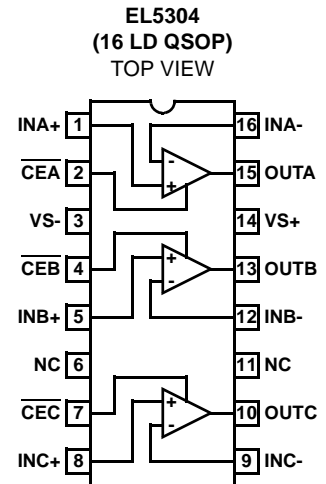 EL5304
(16 LD QSOP)
TOP VIEW
INA+ 1 16 INA-
CEA 2 - + 15 OUTA
VS- 3 14 VS+
CEB 4 + - 13 OUTB
INB+ 5 12 INB-
NC 6 11 NC
CEC 7 + - 10 OUTC
INC+ 8 9 INC-